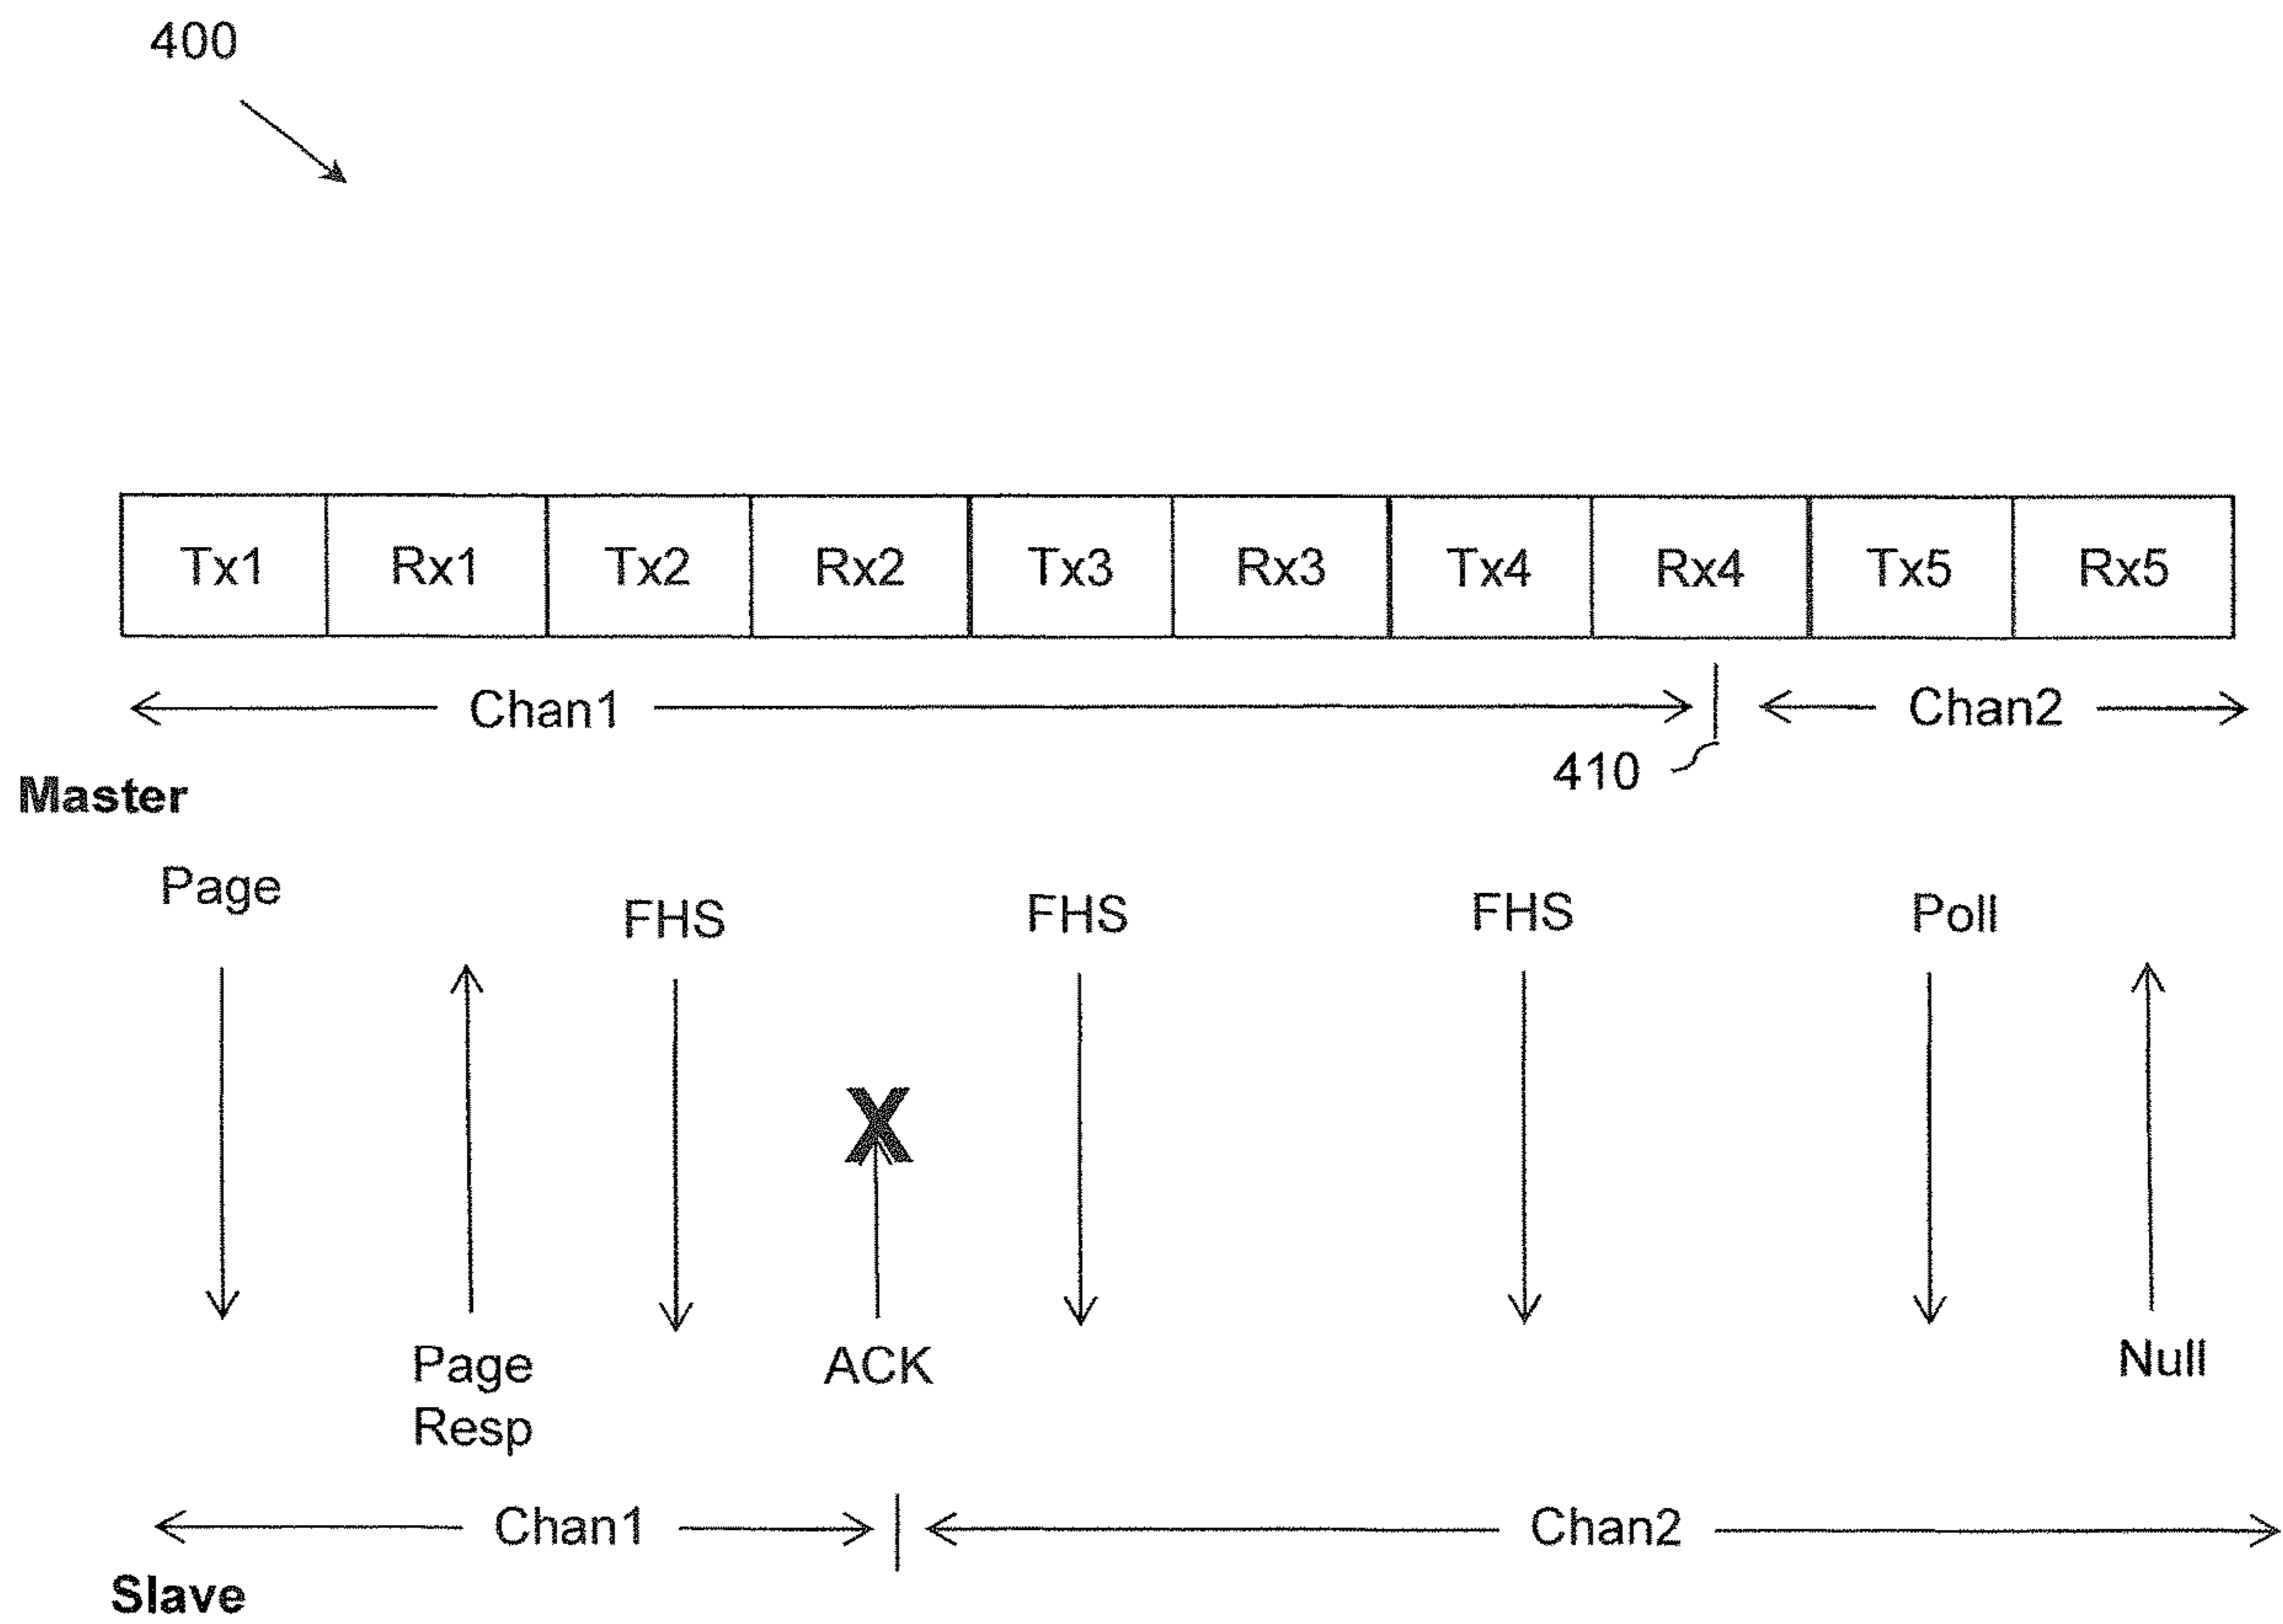 400
Tx1 Rx1 Tx2 Rx2 Tx3 Rx3 Tx4 Rx4 Tx5 Rx5
Chan1 Chan2
410
Master
Page FHS FHS FHS Poll
X
Page Resp ACK Null
Chan1 Chan2
Slave